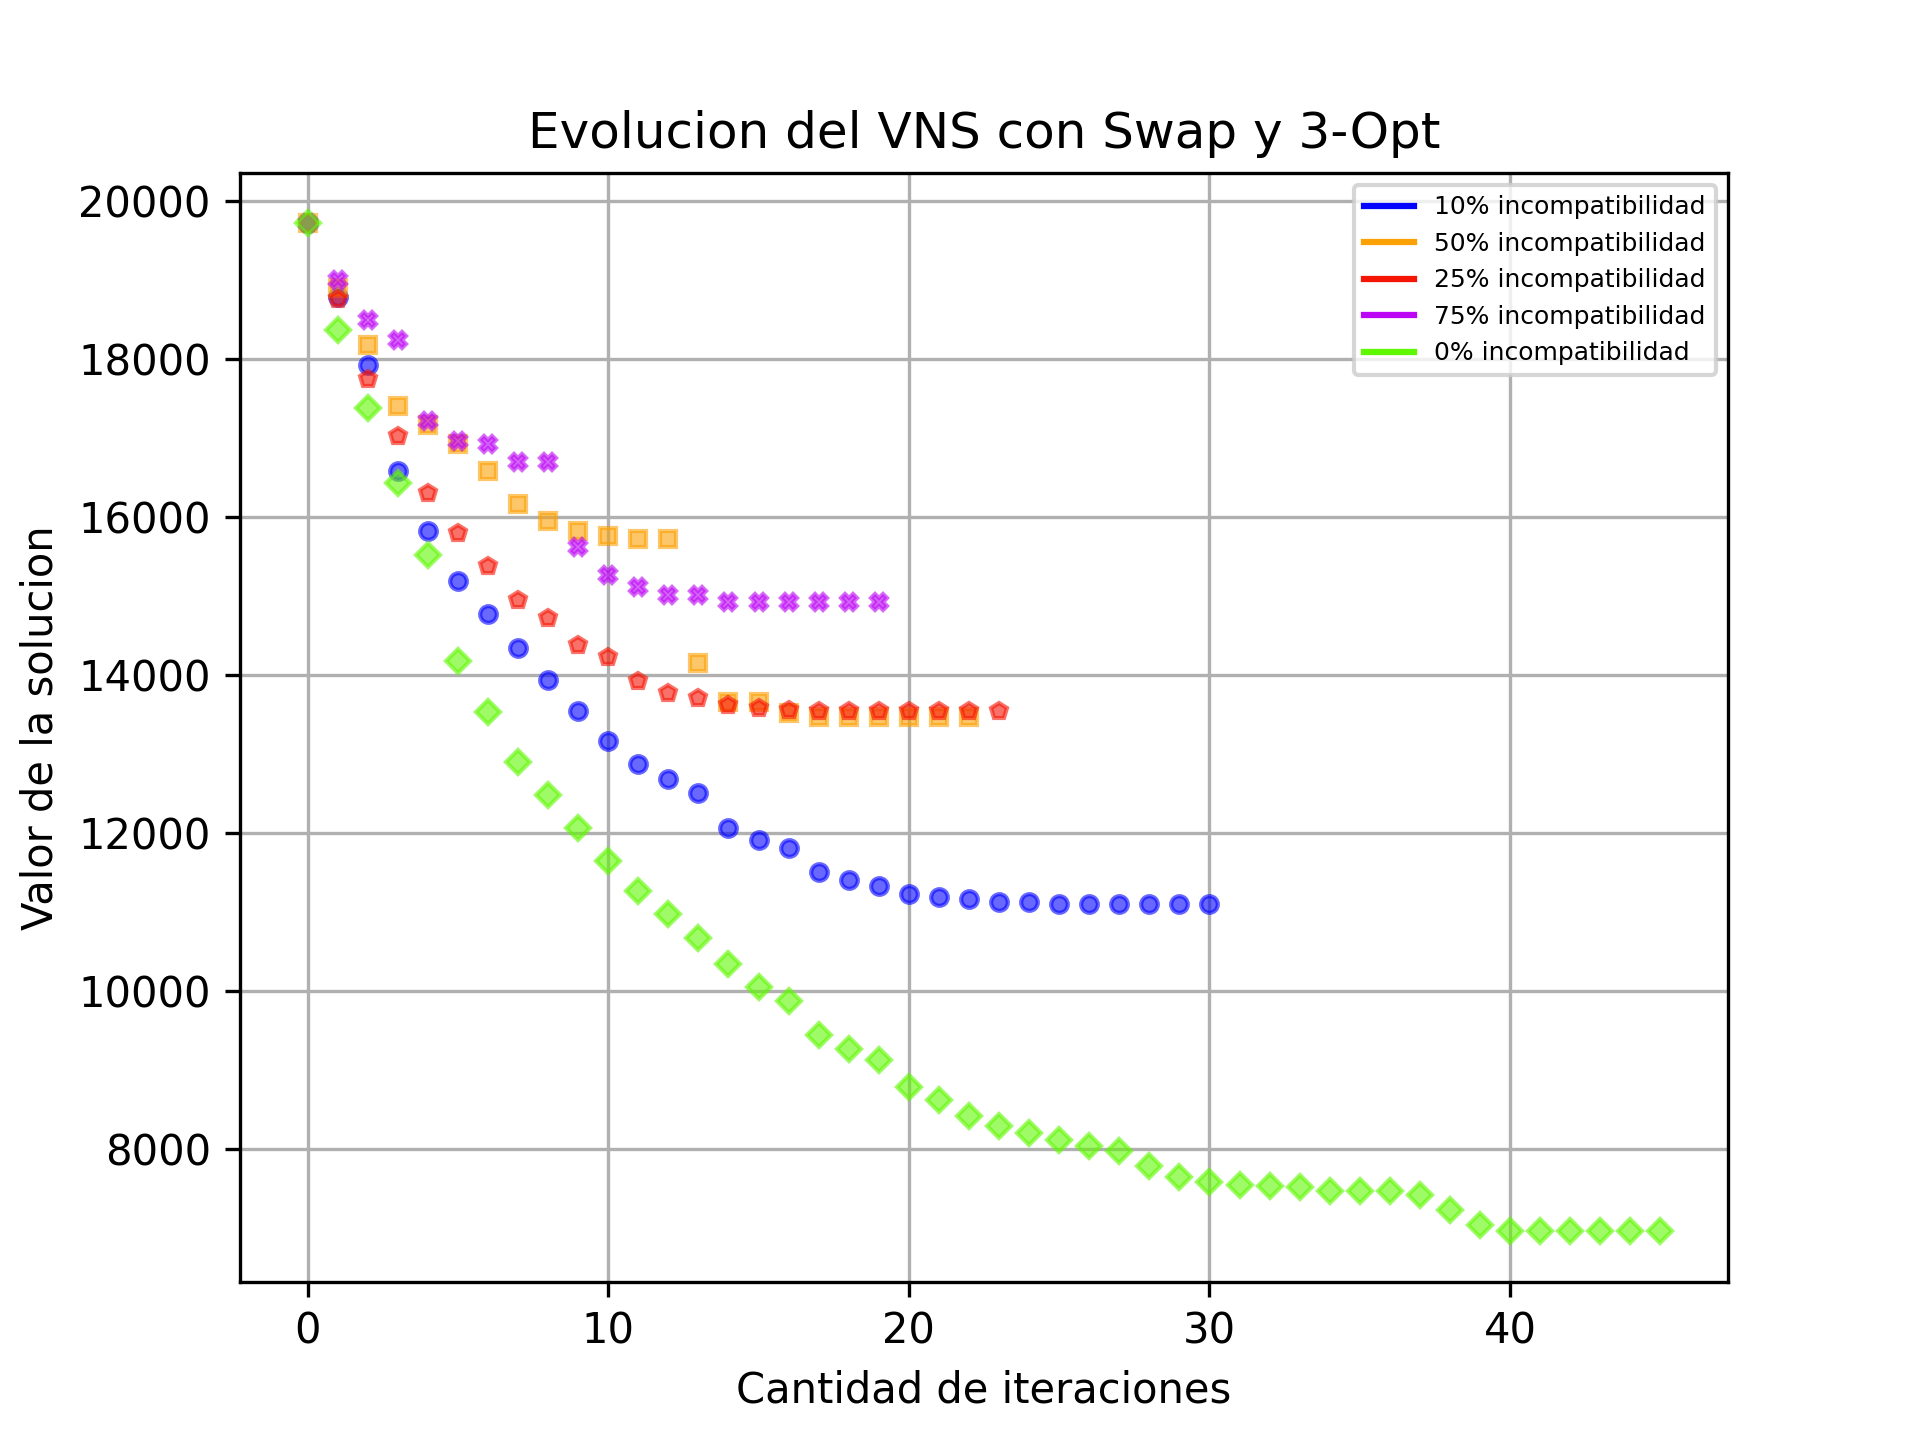 Evolucion del VNS con Swap y 3-Opt
20000
18000
16000
14000
12000
10000
8000
Valor de la solucion
10% incompatibilidad
50% incompatibilidad
25% incompatibilidad
75% incompatibilidad
0% incompatibilidad
0 10 20 30 40
Cantidad de iteraciones